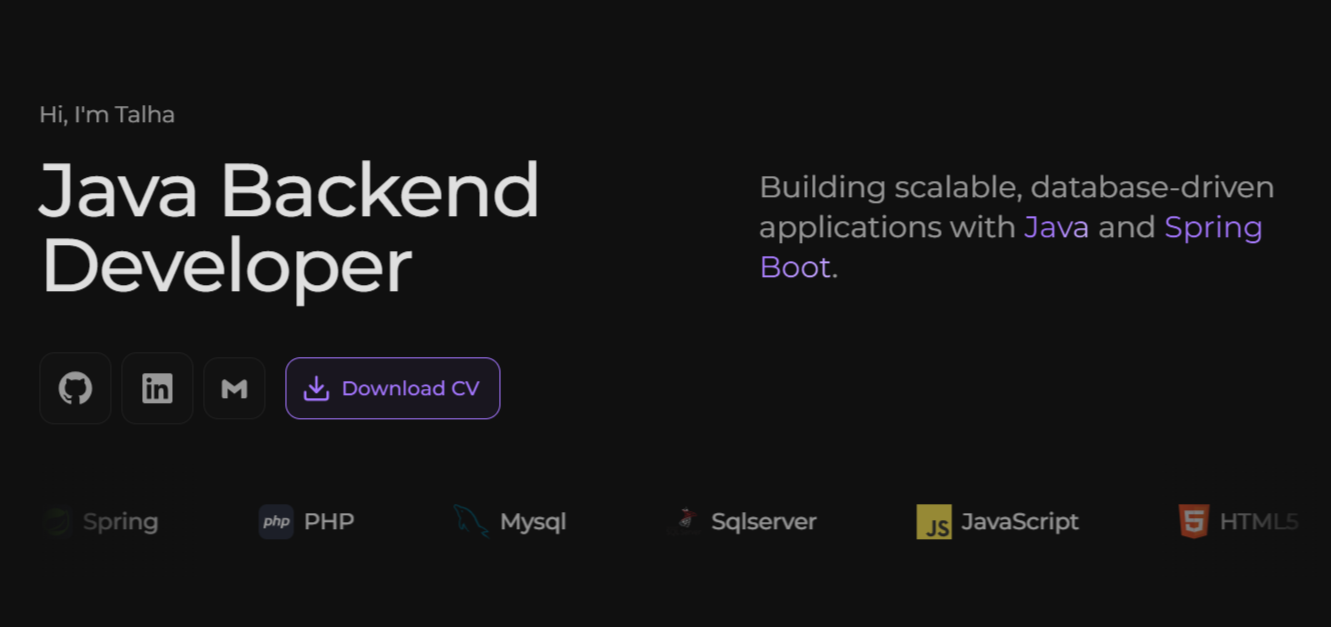 Hi, I'm Talha
Java Backend
Developer
Building scalable, database-driven
applications with Java and Spring
Boot.
Download CV
Spring
php PHP
Mysql
Sqlserver
JS JavaScript
HTML5